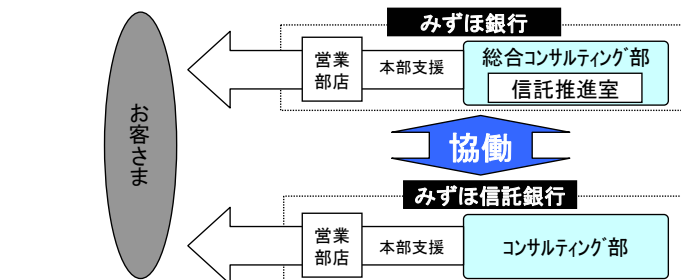 みずほ銀行
お客さま
営業
部店
本部支援
総合コンサルティング部
信託推進室
協働
みずほ信託銀行
営業
部店
本部支援
コンサルティング部